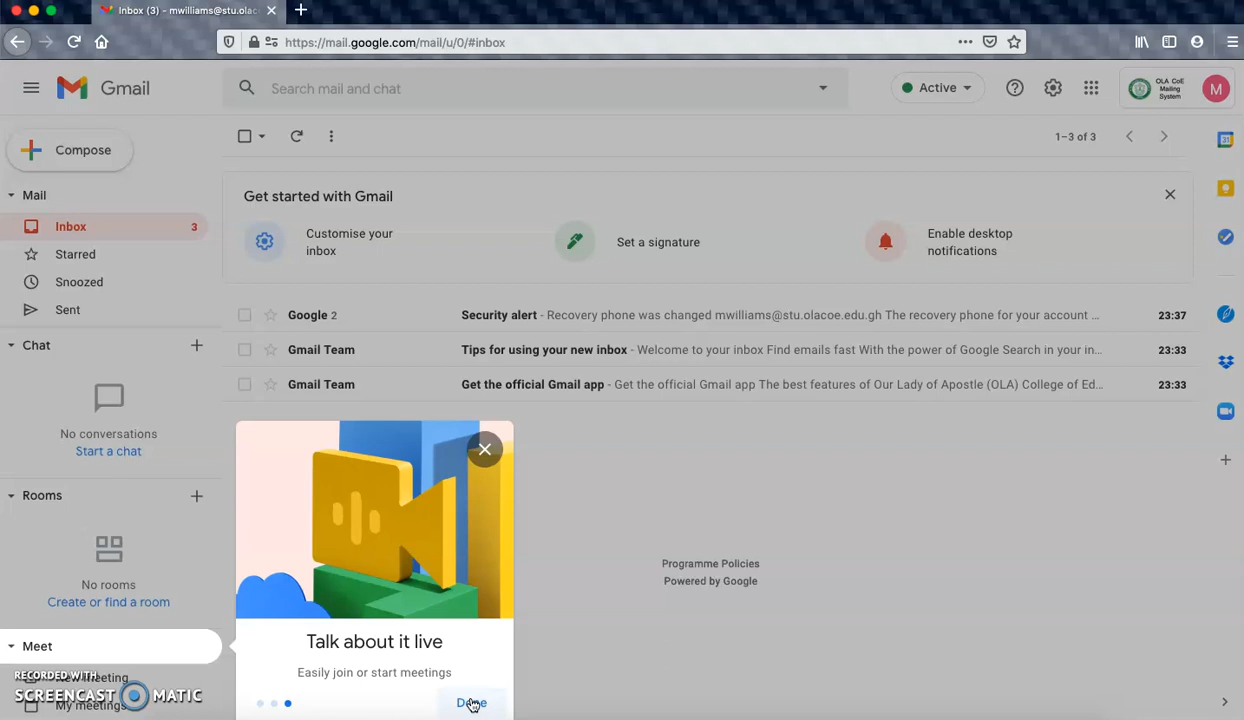 Inbox (3) - mwilliams@stu.olac
https://mail.google.com/mail/u/0/#inbox
Gmail
Search mail and chat
Active
OLA CoE
Mailing
System
M
Compose
1–3 of 3
Mail
Get started with Gmail
Inbox 3
Customise your
inbox
Set a signature
Enable desktop
notifications
Starred
Snoozed
Sent
Google 2 Security alert - Recovery phone was changed mwilliams@stu.olacoe.edu.gh The recovery phone for your account ... 23:37
Chat
Gmail Team Tips for using your new inbox - Welcome to your inbox Find emails fast With the power of Google Search in your in... 23:33
Gmail Team Get the official Gmail app - Get the official Gmail app The best features of Our Lady of Apostle (OLA) College of Ed... 23:33
No conversations
Start a chat
Rooms
No rooms
Create or find a room
Programme Policies
Powered by Google
Meet
Talk about it live
Easily join or start meetings
New meeting
My meetings
RECORDED WITH
SCREENCAST MATIC
Done